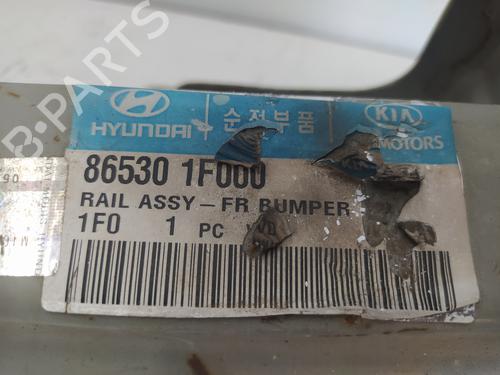 HYUNDAI
순정부품
KIA
MOTORS
86530 1F000
RAIL ASSY-FR BUMPER
1F0 1 PC
B-PARTS